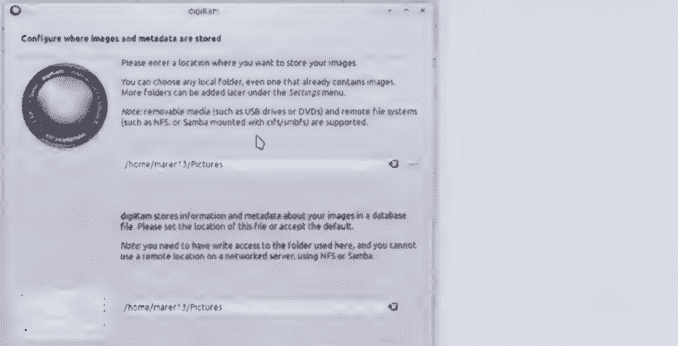 digiKam
Configure where images and metadata are stored
Please enter a location where you want to store your images.
You can choose any local folder, even one that already contains images.
More folders can be added later under the Settings menu.
Note: removable media (such as USB drives or DVDs) and remote file systems
(such as NFS, or Samba mounted with cifs/smbfs) are supported.
/home/marer13/Pictures
digiKam stores information and metadata about your images in a database
file. Please set the location of this file or accept the default.
Note: you need to have write access to the folder used here, and you cannot
use a remote location on a networked server, using NFS or Samba.
/home/marer13/Pictures